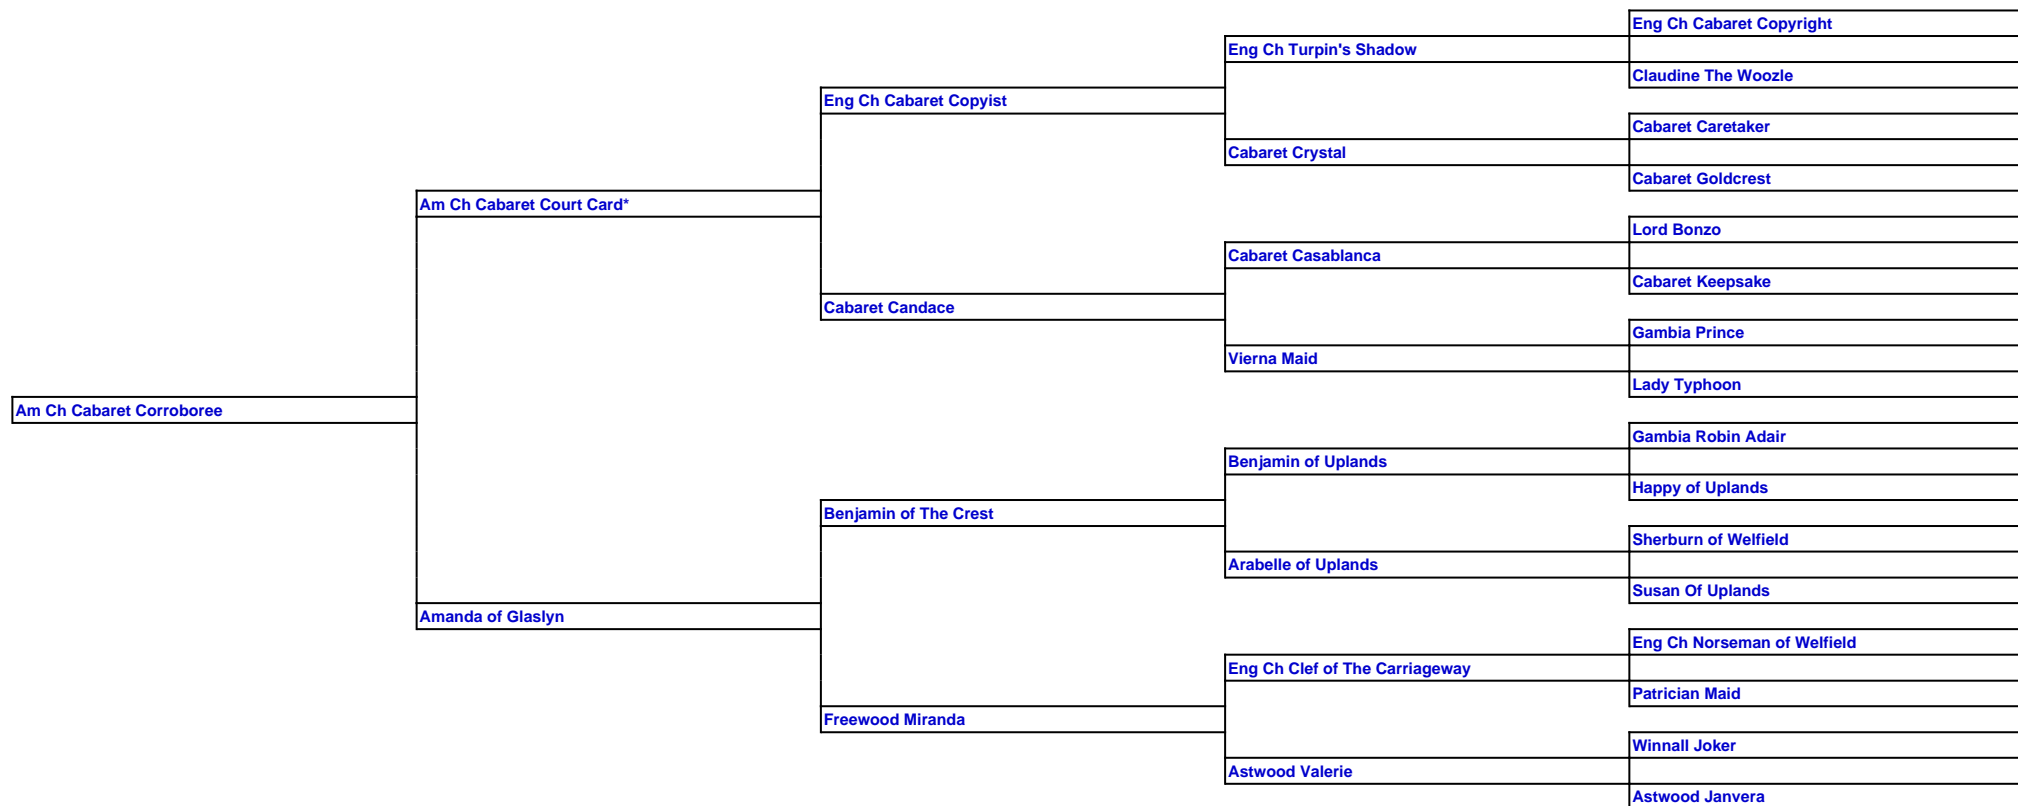 Eng Ch Cabaret Copyright
Eng Ch Turpin's Shadow
Claudine The Woozle
Eng Ch Cabaret Copyist
Cabaret Caretaker
Cabaret Crystal
Cabaret Goldcrest
Am Ch Cabaret Court Card*
Lord Bonzo
Cabaret Casablanca
Cabaret Keepsake
Cabaret Candace
Gambia Prince
Vierna Maid
Lady Typhoon
Am Ch Cabaret Corroboree
Gambia Robin Adair
Benjamin of Uplands
Happy of Uplands
Benjamin of The Crest
Sherburn of Welfield
Arabelle of Uplands
Susan Of Uplands
Amanda of Glaslyn
Eng Ch Norseman of Welfield
Eng Ch Clef of The Carriageway
Patrician Maid
Freewood Miranda
Winnall Joker
Astwood Valerie
Astwood Janvera